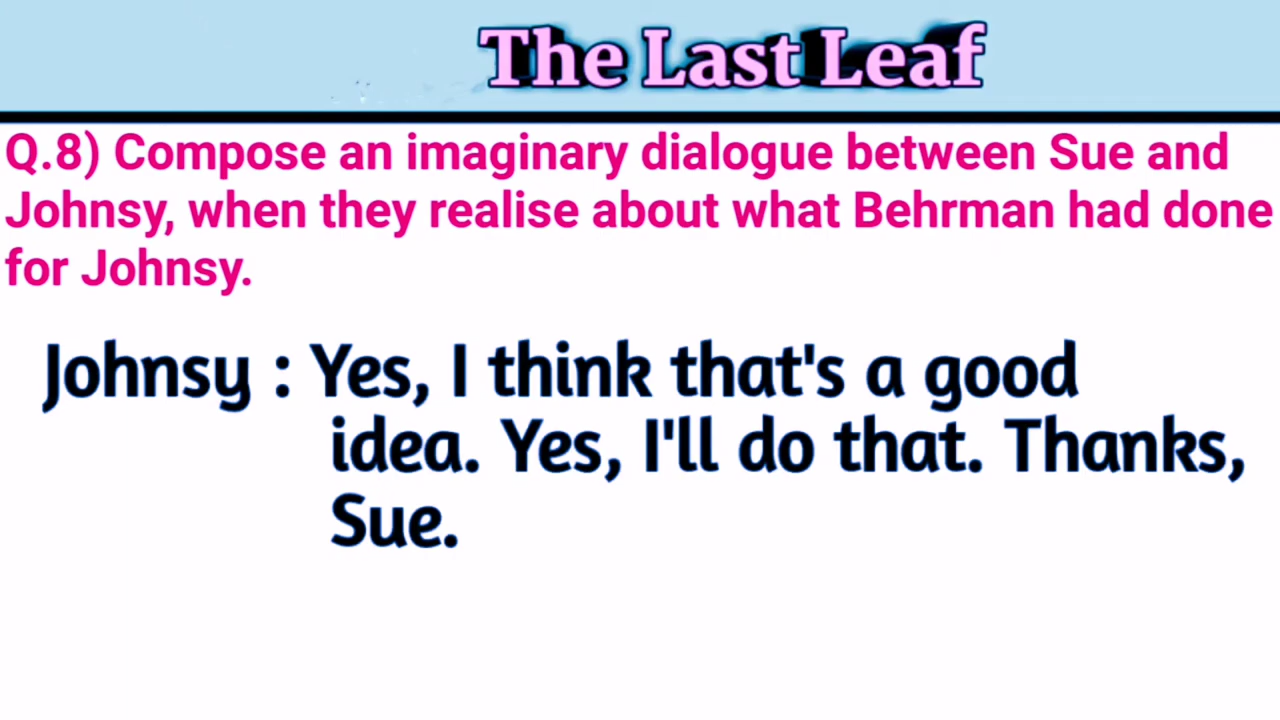 The Last Leaf
Q.8) Compose an imaginary dialogue between Sue and
Johnsy, when they realise about what Behrman had done
for Johnsy.
Johnsy : Yes, I think that's a good
idea. Yes, I'll do that. Thanks,
Sue.